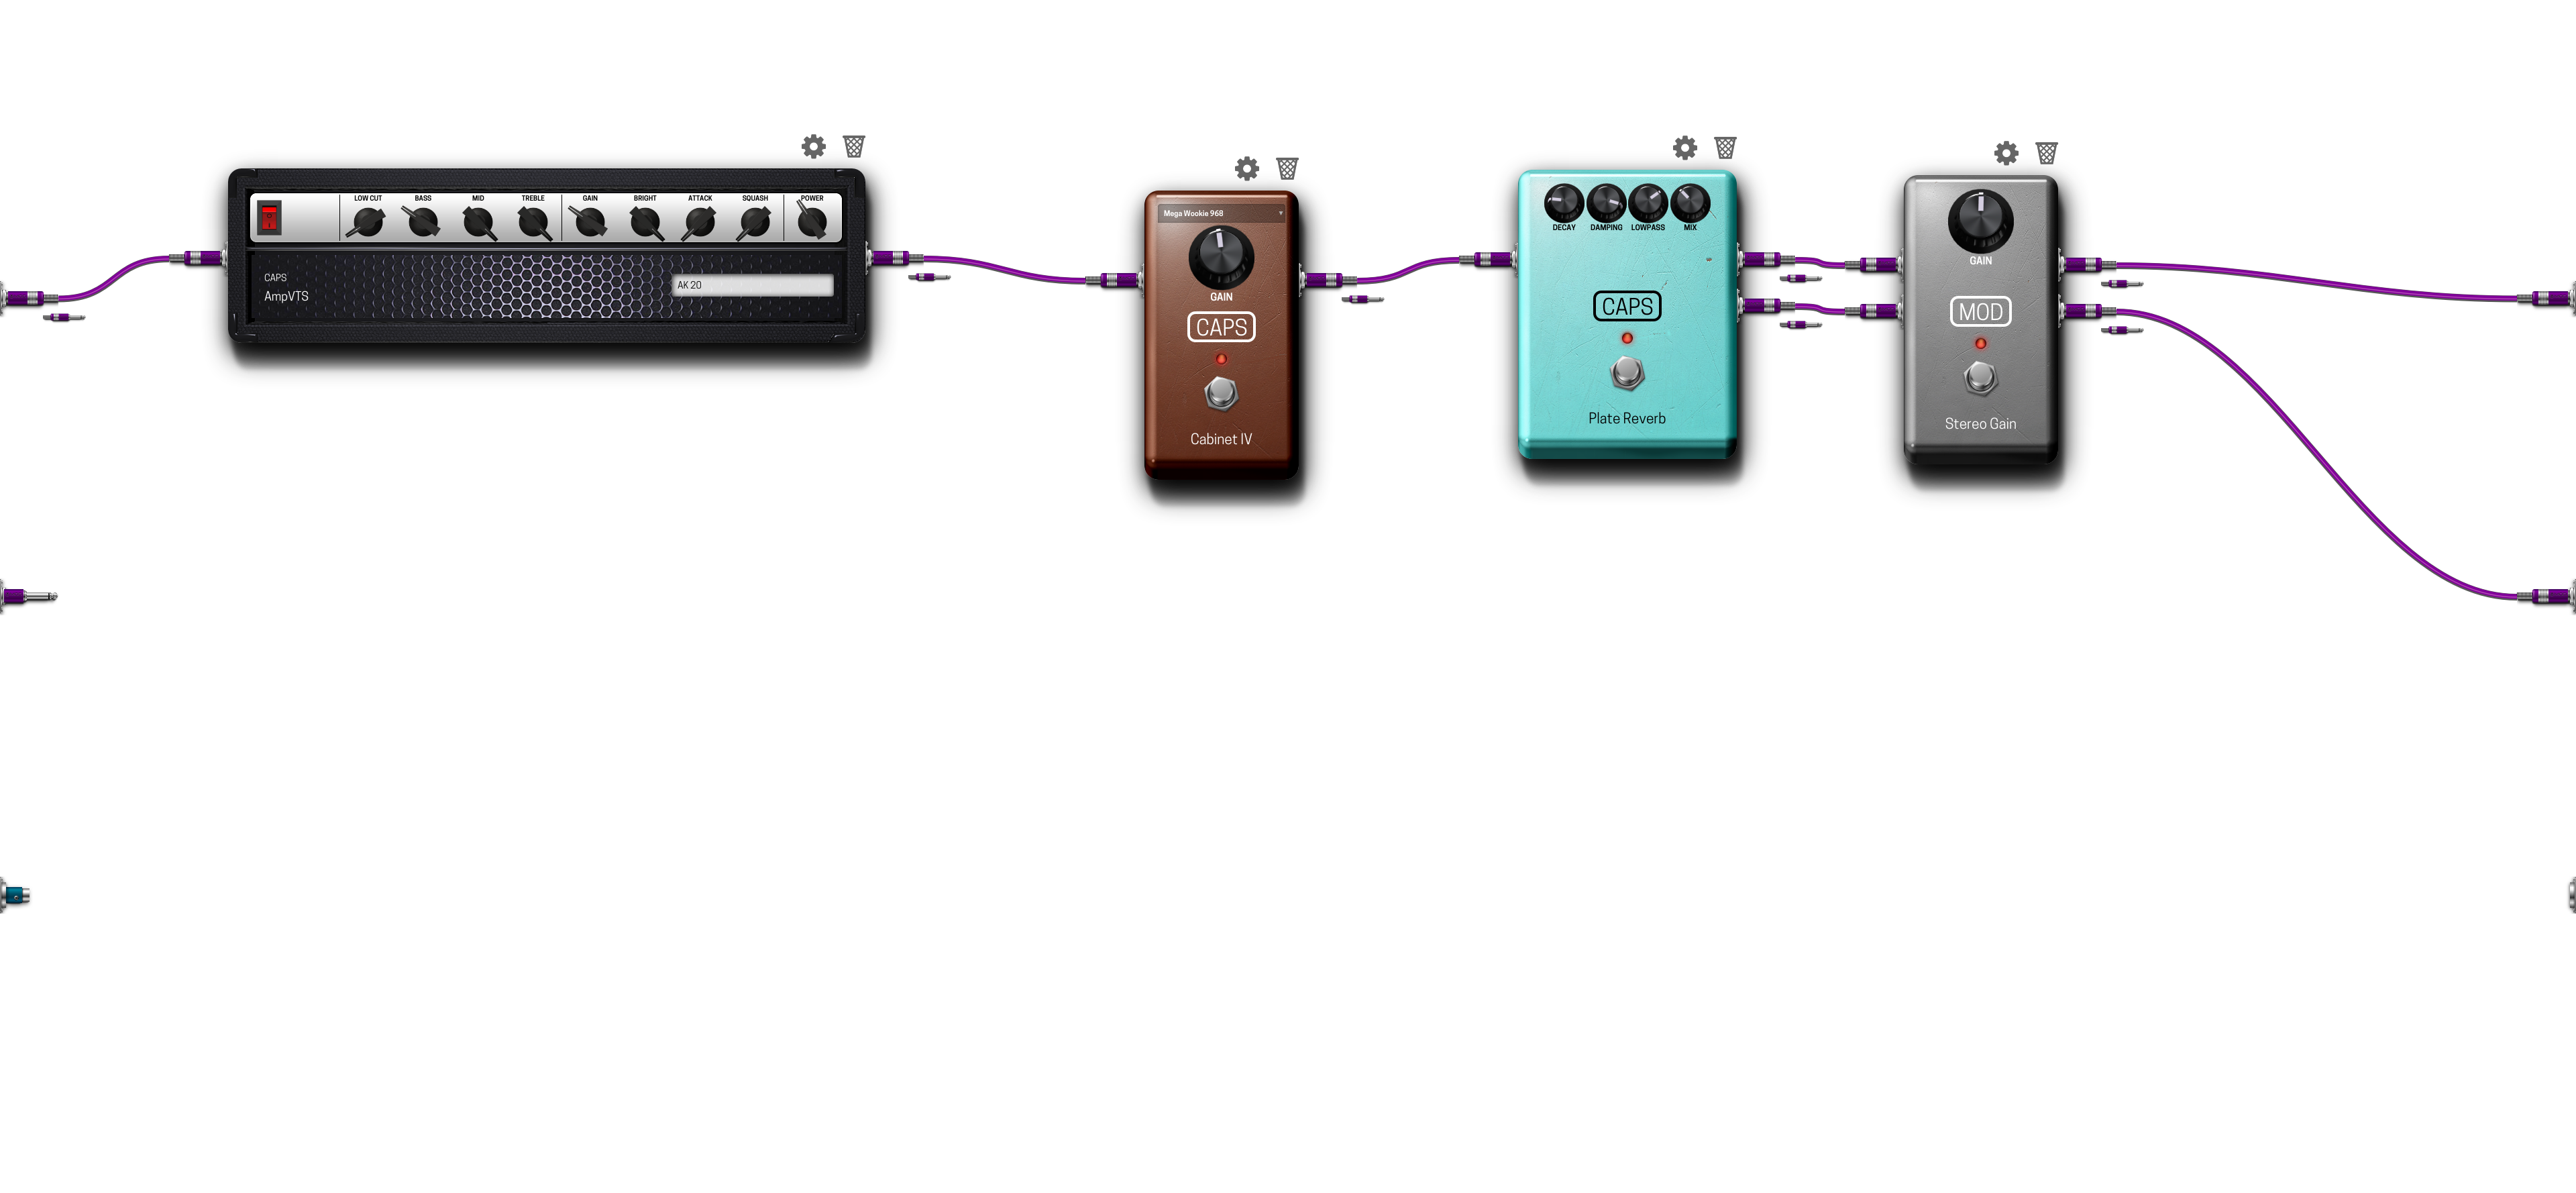 LOW CUT BASS MID TREBLE GAIN BRIGHT ATTACK SQUASH POWER
CAPS
AmpVTS
AK 20
Mega Wookie 968
GAIN
CAPS
Cabinet IV
DECAY DAMPING LOWPASS MIX
CAPS
Plate Reverb
GAIN
MOD
Stereo Gain